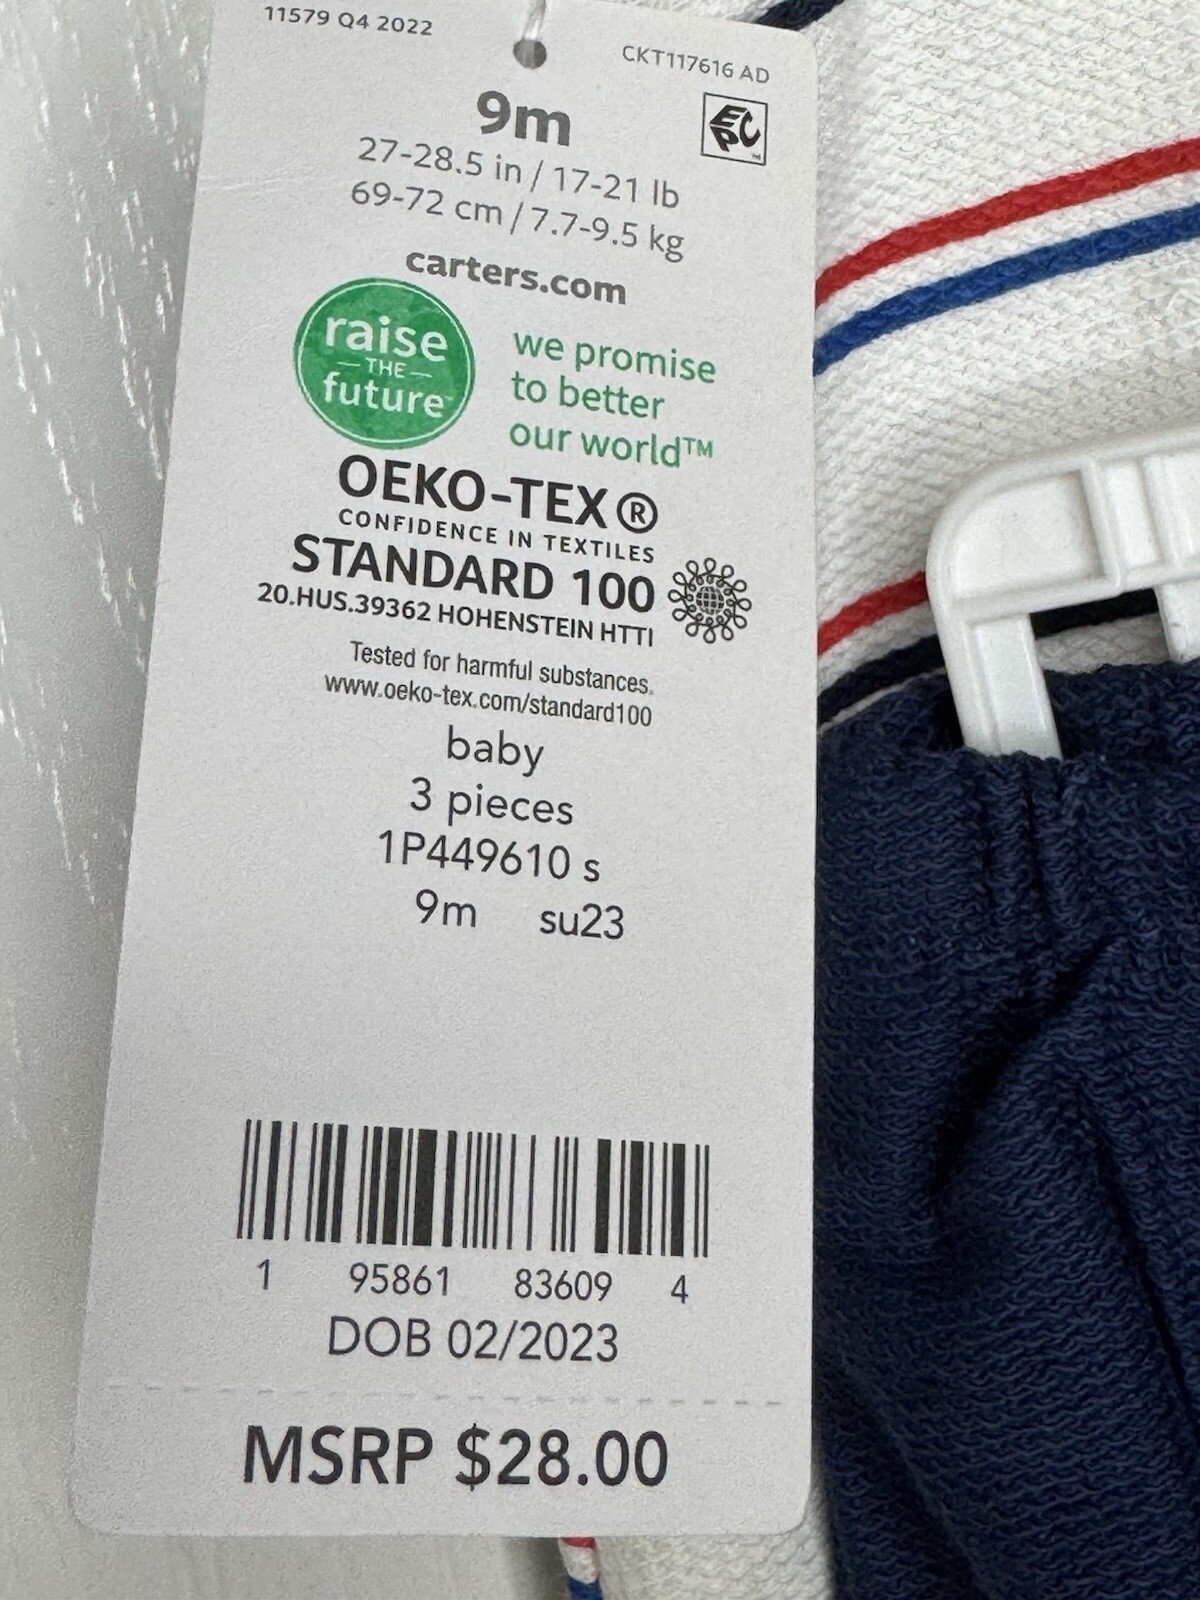 11579 Q4 2022
CKT117616 AD
9m
EPC
™
27-28.5 in / 17-21 lb
69-72 cm / 7.7-9.5 kg
carters.com
raise
THE
future™
we promise
to better
our world™
OEKO-TEX®
CONFIDENCE IN TEXTILES
STANDARD 100
20.HUS.39362 HOHENSTEIN HTTI
Tested for harmful substances.
www.oeko-tex.com/standard100
baby
3 pieces
1P449610 s
9m su23
1 95861 83609 4
DOB 02/2023
MSRP $28.00